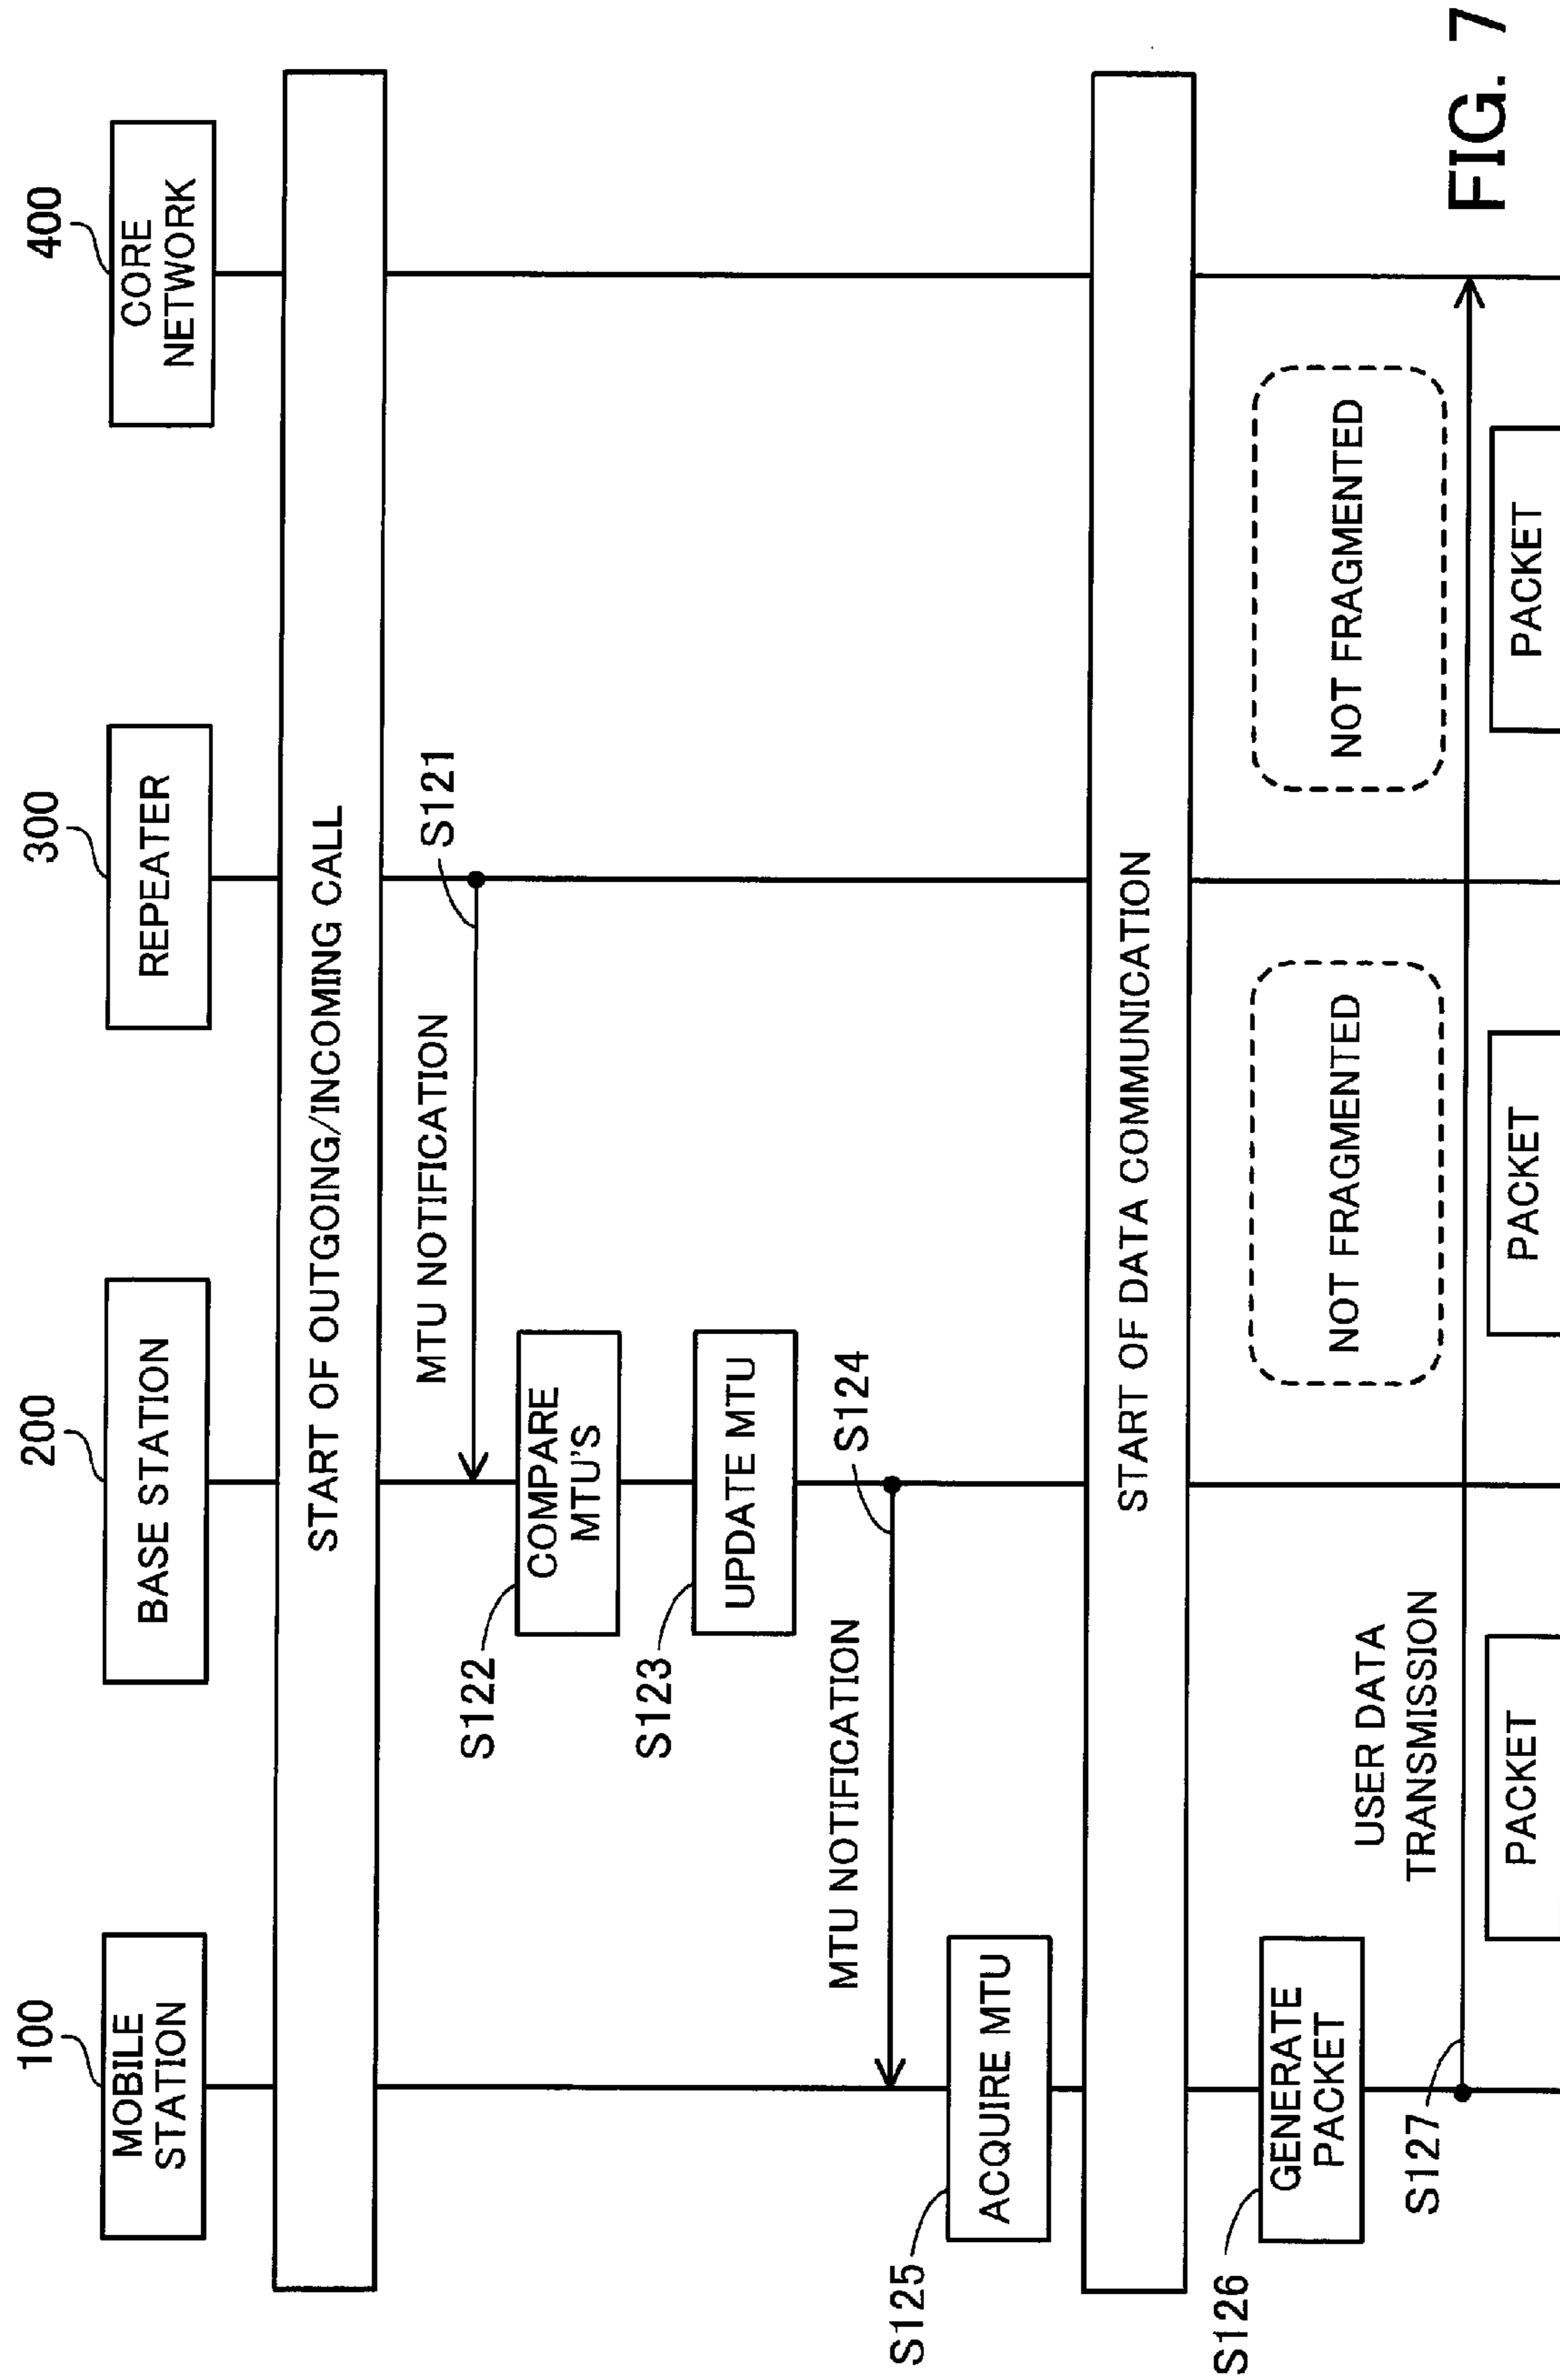 100
200
300
400
MOBILE
STATION
BASE STATION
REPEATER
CORE
NETWORK
START OF OUTGOING/INCOMING CALL
MTU NOTIFICATION
S121
S122
COMPARE
MTU'S
S123
UPDATE MTU
MTU NOTIFICATION
S124
S125
ACQUIRE MTU
START OF DATA COMMUNICATION
S126
GENERATE
PACKET
NOT FRAGMENTED
NOT FRAGMENTED
USER DATA
TRANSMISSION
S127
PACKET
PACKET
PACKET
FIG. 7